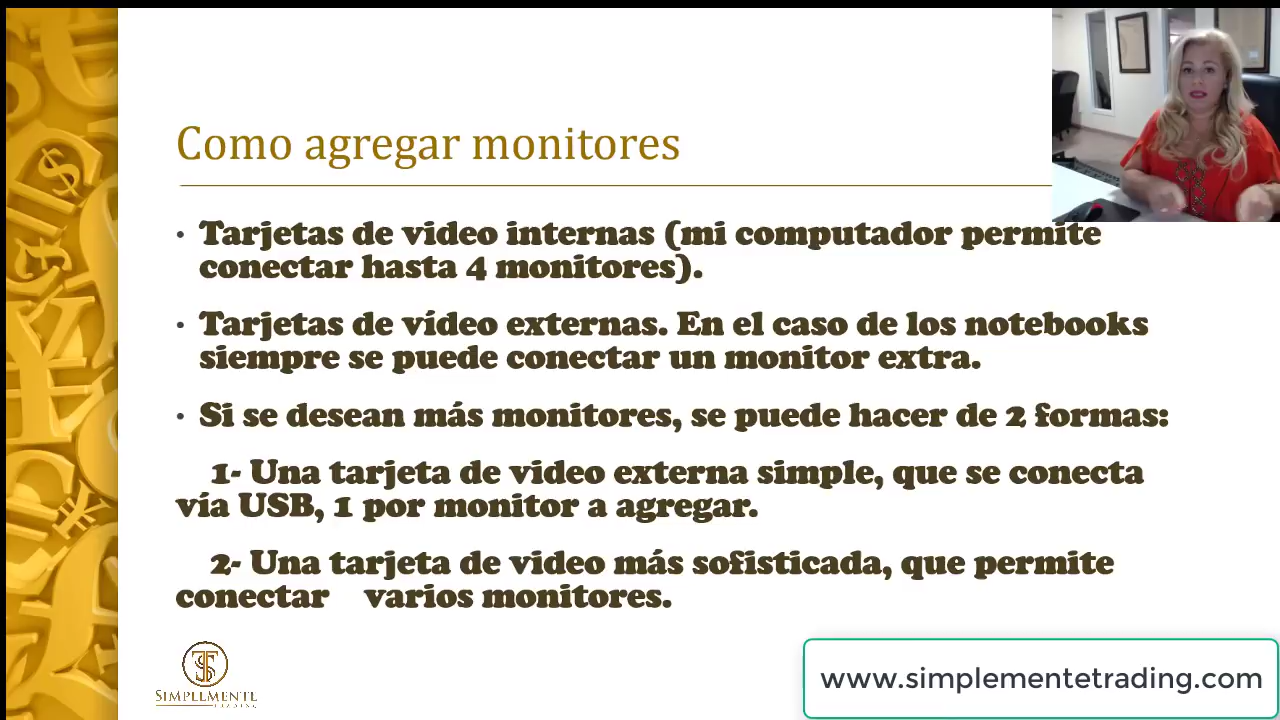 Como agregar monitores
• Tarjetas de video internas (mi computador permite
conectar hasta 4 monitores).
• Tarjetas de vídeo externas. En el caso de los notebooks
siempre se puede conectar un monitor extra.
• Si se desean más monitores, se puede hacer de 2 formas:
1- Una tarjeta de video externa simple, que se conecta
vía USB, 1 por monitor a agregar.
2- Una tarjeta de video más sofisticada, que permite
conectar varios monitores.
SIMPLEMENTE
TRADING
www.simplementetrading.com